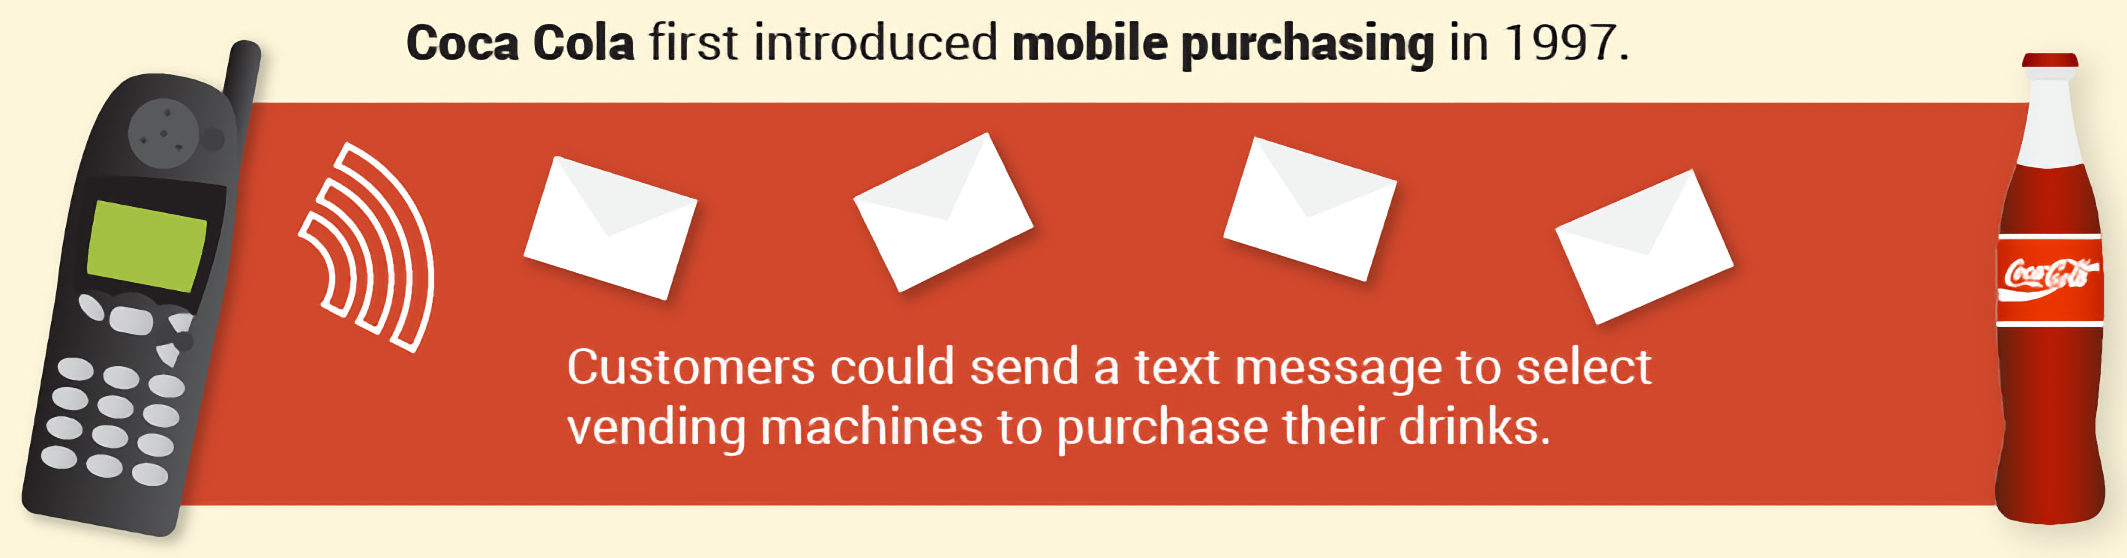 Coca Cola first introduced mobile purchasing in 1997.
Customers could send a text message to select
vending machines to purchase their drinks.
Coca-Cola